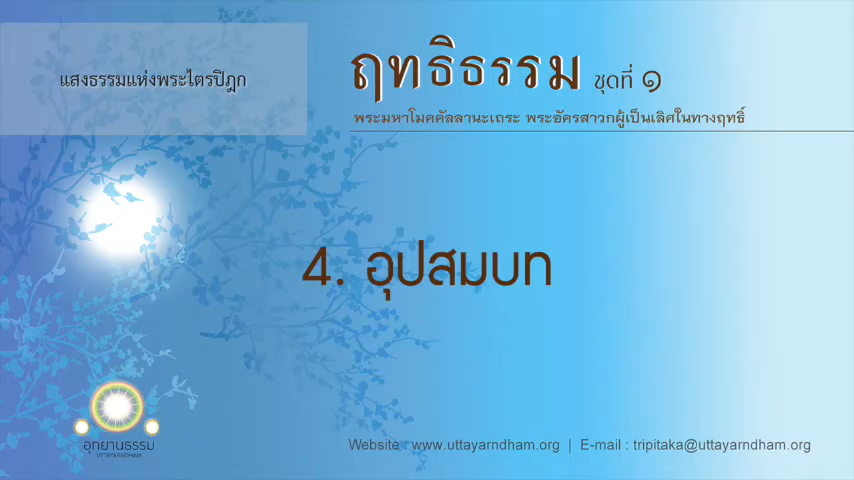 แสงธรรมแห่งพระไตรปิฎก
ฤทธิธรรม ชุดที่ ๑
พระมหาโมคคัลลานะเถระ พระอัครสาวกผู้เป็นเลิศในทางฤทธิ์
4. อุปสมบท
อุทยานธรรม
UTTAYARNDHAM
Website : www.uttayarndham.org | E-mail : tripitaka@uttayarndham.org